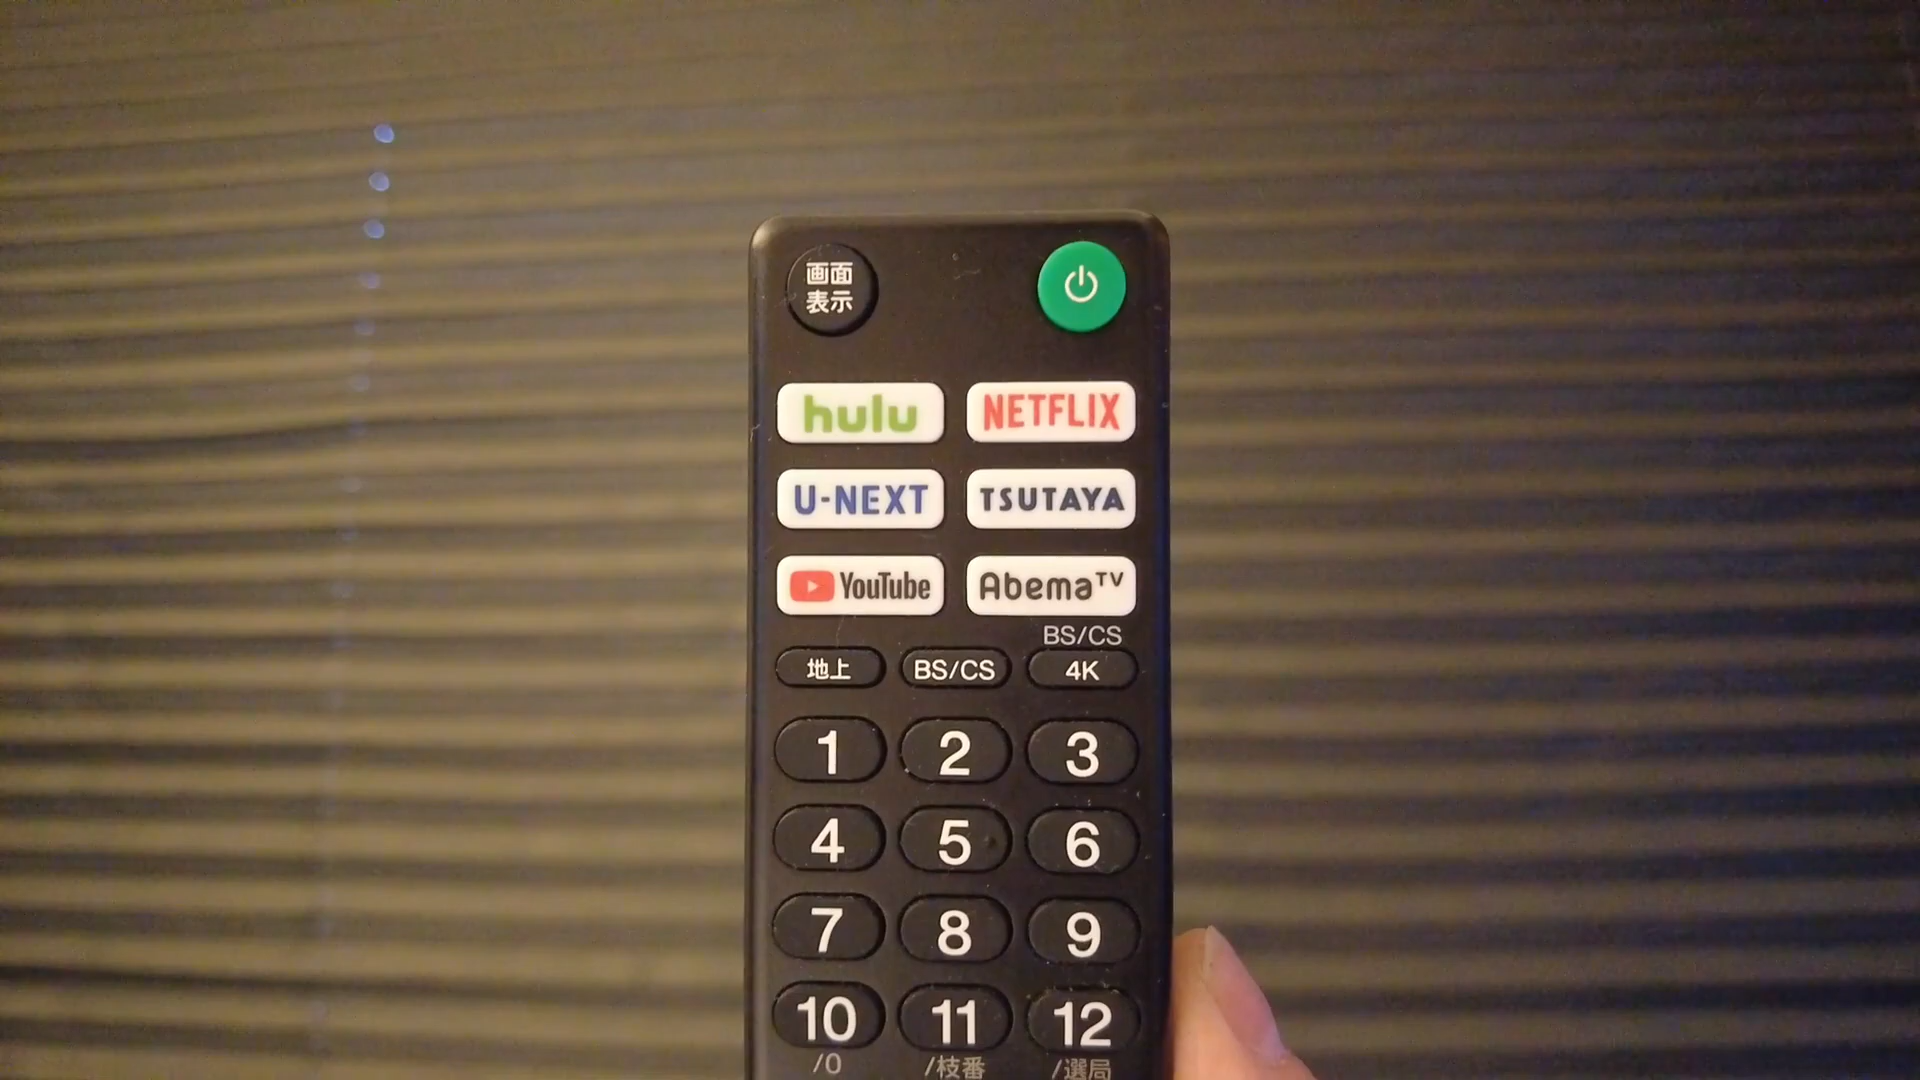 画面
表示
hulu NETFLIX
U-NEXT TSUTAYA
YouTube AbemaTV
BS/CS
地上 BS/CS 4K
1 2 3
4 5 6
7 8 9
10 11 12
/0 /枝番 /選局